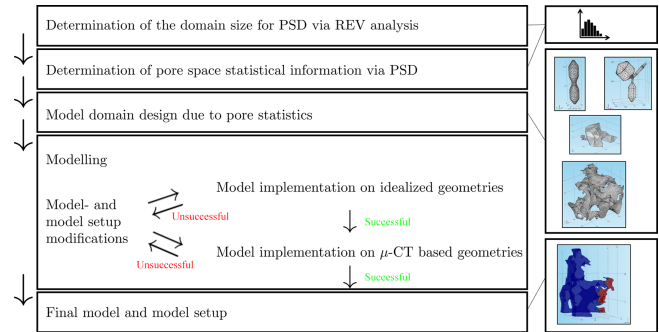 Determination of the domain size for PSD via REV analysis
Determination of pore space statistical information via PSD
Model domain design due to pore statistics
Modelling
Model implementation on idealized geometries
Model- and
model setup
modifications
Unsuccessful
Successful
Unsuccessful
Model implementation on μ-CT based geometries
Successful
Final model and model setup